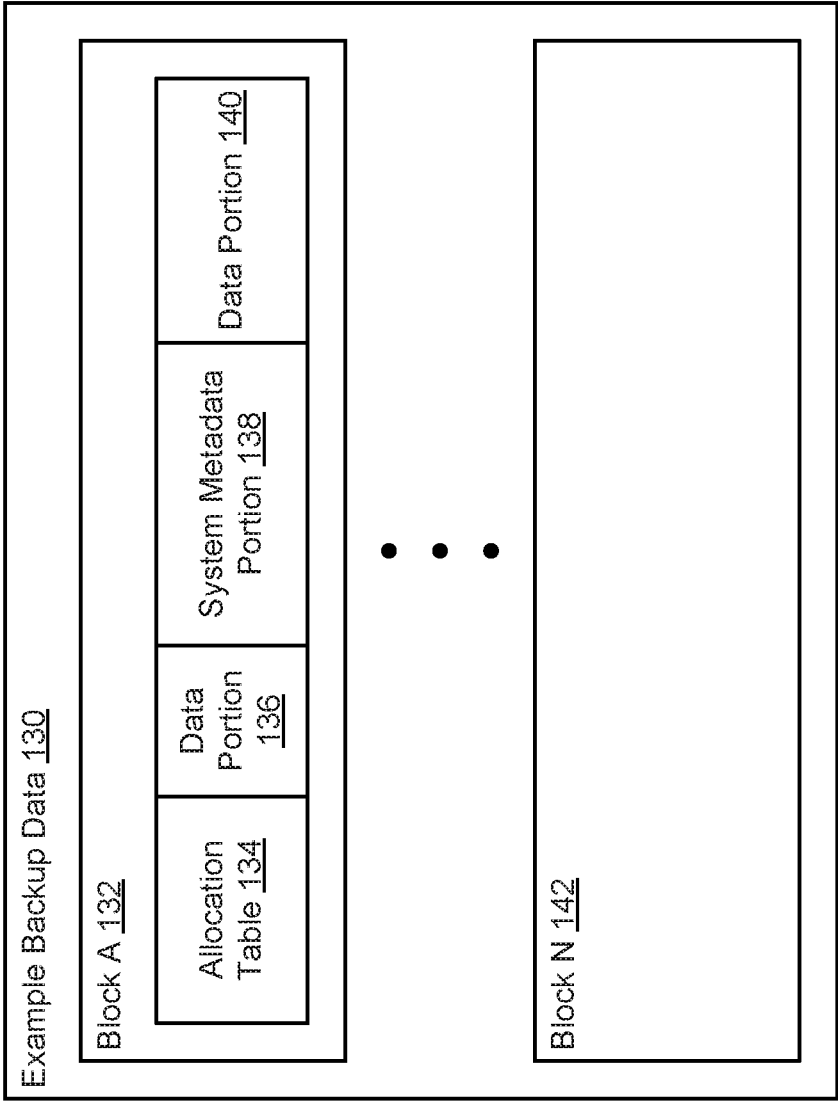 Example Backup Data 130
Block A 132
Allocation
Table 134
Data
Portion
136
System Metadata
Portion 138
Data Portion 140
Block N 142